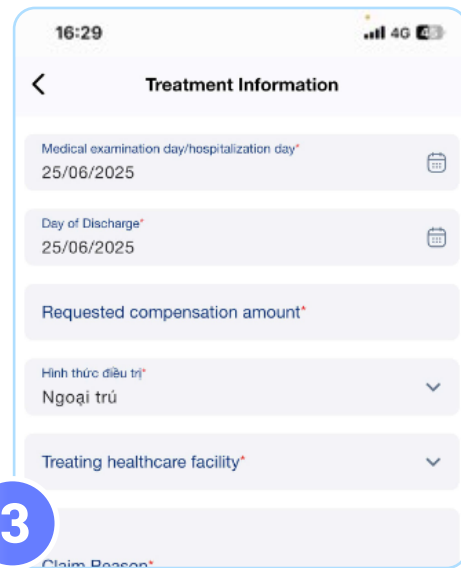 16:29
4G
Treatment Information
Medical examination day/hospitalization day*
25/06/2025
Day of Discharge*
25/06/2025
Requested compensation amount*
Hình thức điều trị*
Ngoại trú
Treating healthcare facility*
3
Claim Reason*